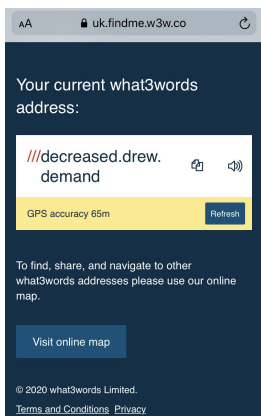 AA uk.findme.w3w.co
Your current what3words
address:
///decreased.drew.
demand
GPS accuracy 65m Refresh
To find, share, and navigate to other
what3words addresses please use our online
map.
Visit online map
© 2020 what3words Limited.
Terms and Conditions Privacy